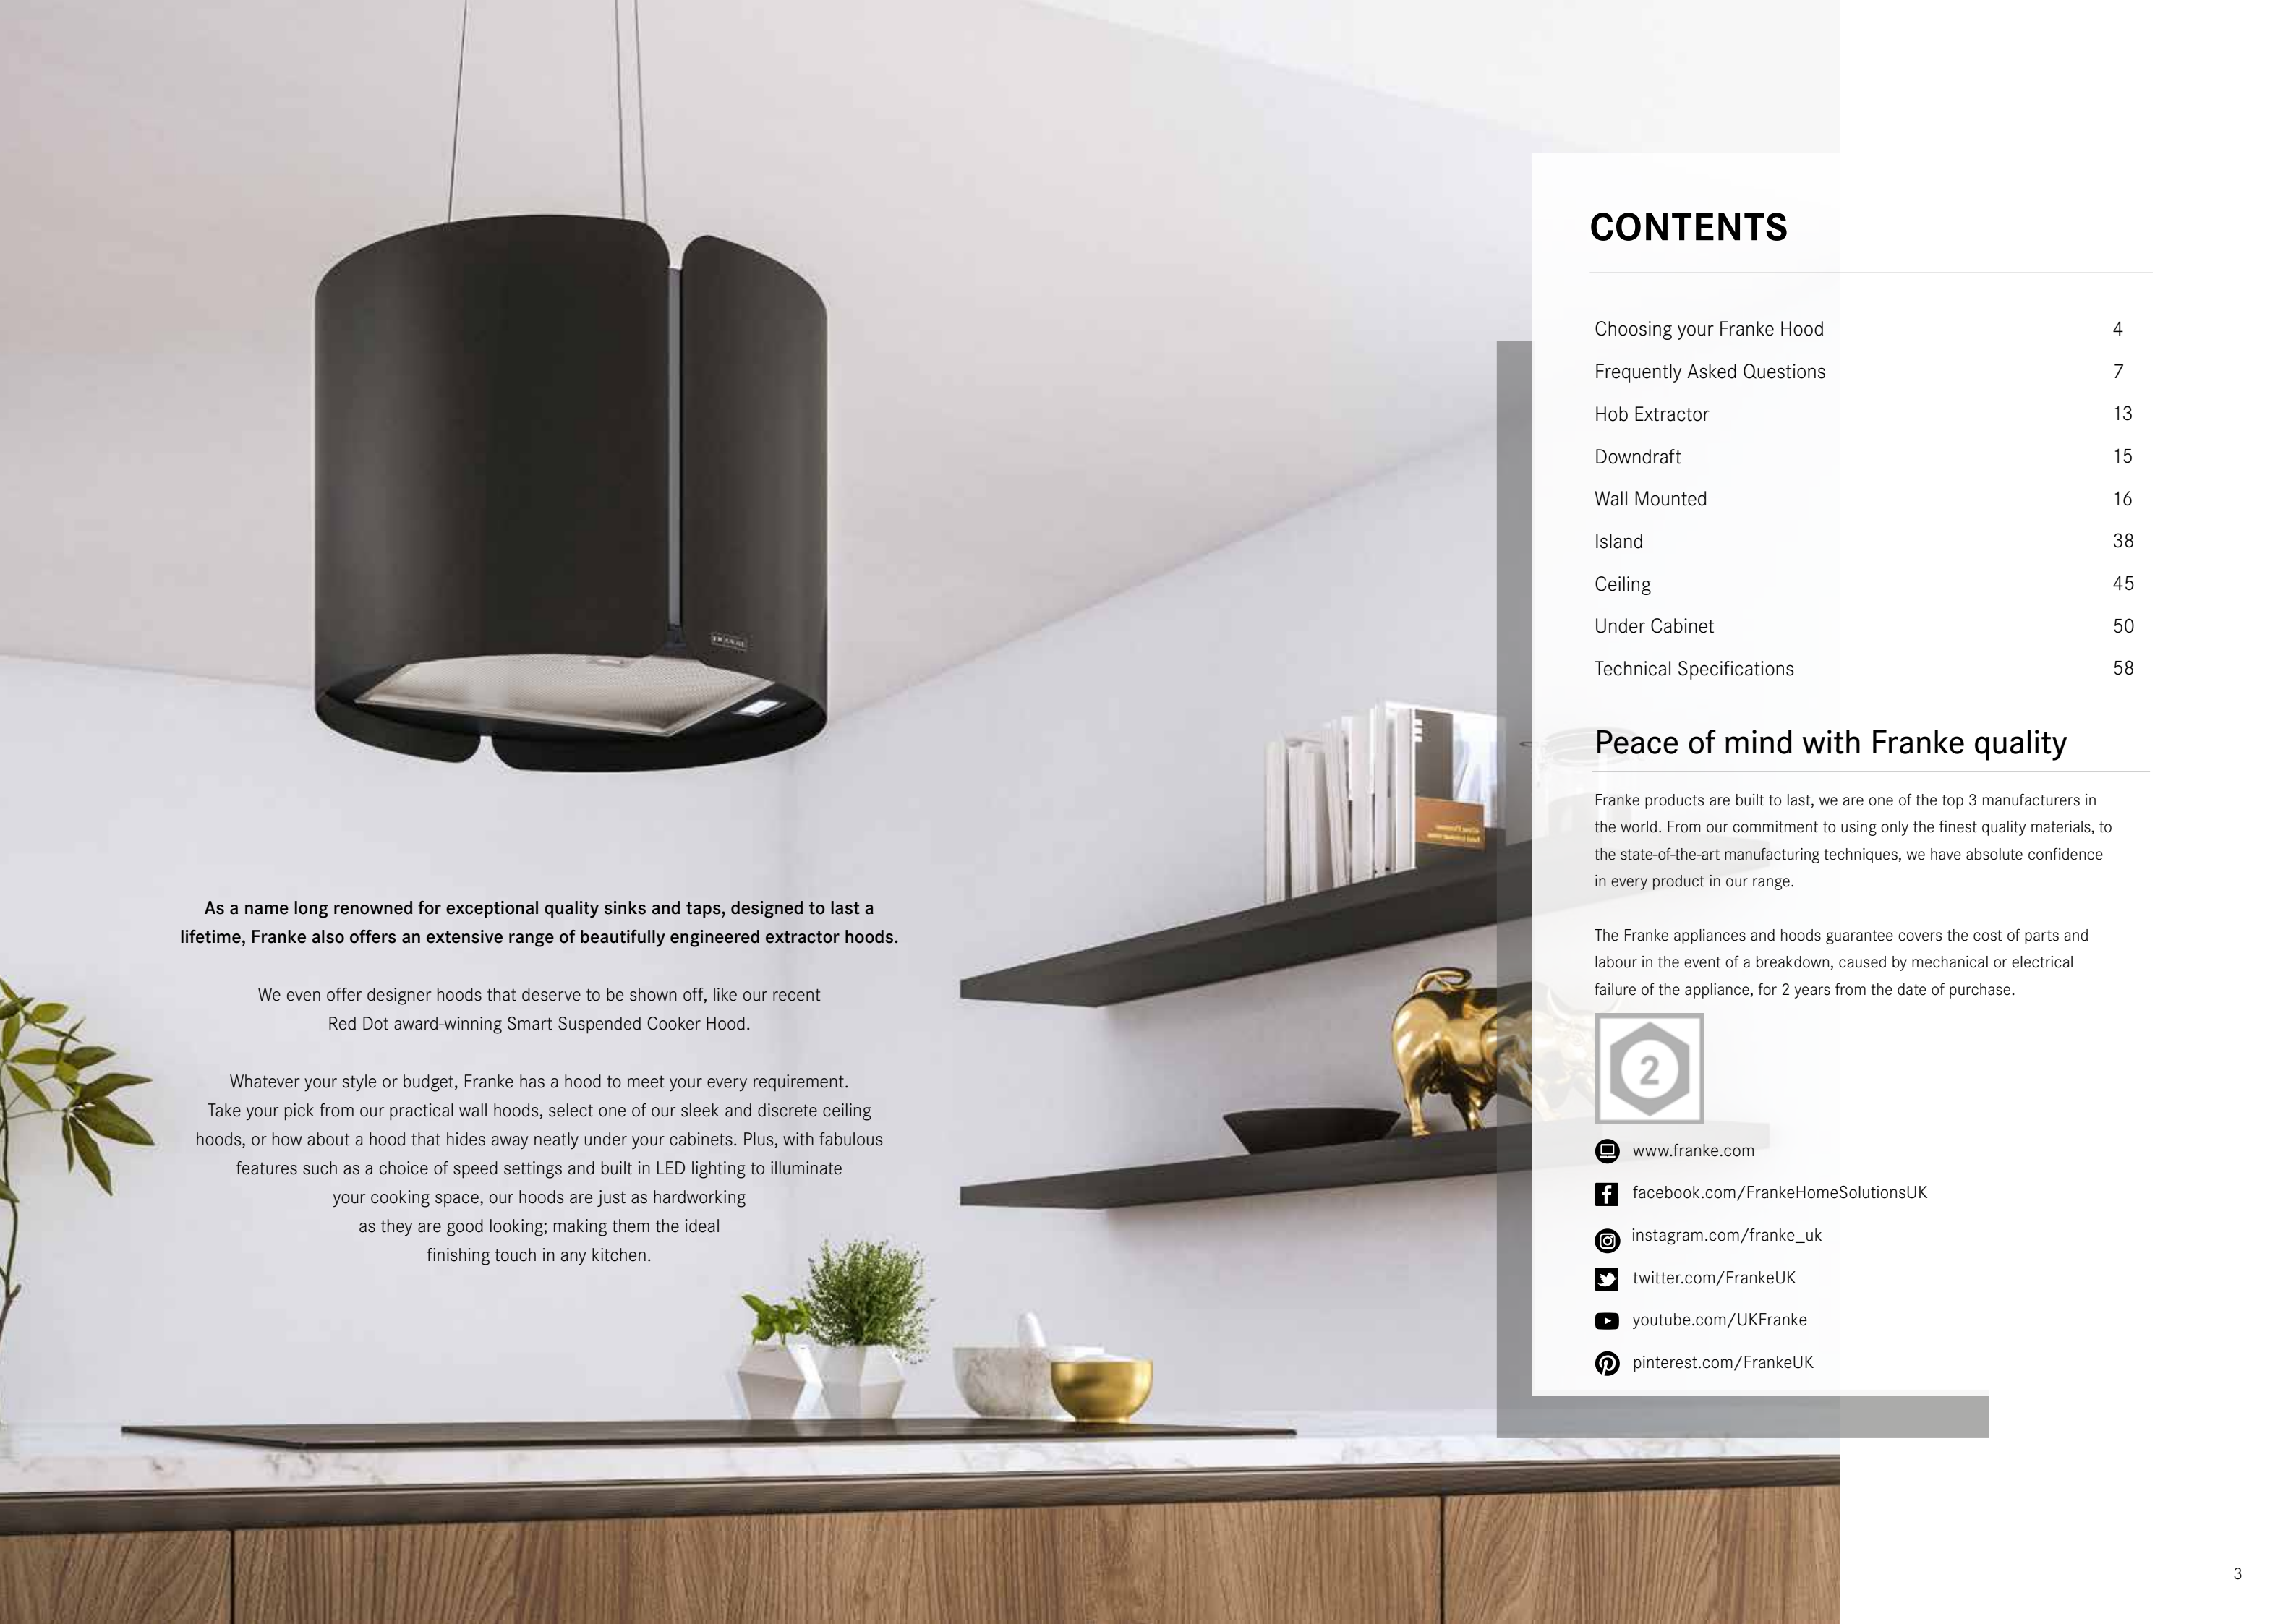 As a name long renowned for exceptional quality sinks and taps, designed to last a
lifetime, Franke also offers an extensive range of beautifully engineered extractor hoods.
We even offer designer hoods that deserve to be shown off, like our recent
Red Dot award-winning Smart Suspended Cooker Hood.
Whatever your style or budget, Franke has a hood to meet your every requirement.
Take your pick from our practical wall hoods, select one of our sleek and discrete ceiling
hoods, or how about a hood that hides away neatly under your cabinets. Plus, with fabulous
features such as a choice of speed settings and built in LED lighting to illuminate
your cooking space, our hoods are just as hardworking
as they are good looking; making them the ideal
finishing touch in any kitchen.
CONTENTS
Choosing your Franke Hood 4
Frequently Asked Questions 7
Hob Extractor 13
Downdraft 15
Wall Mounted 16
Island 38
Ceiling 45
Under Cabinet 50
Technical Specifications 58
Peace of mind with Franke quality
Franke products are built to last, we are one of the top 3 manufacturers in
the world. From our commitment to using only the finest quality materials, to
the state-of-the-art manufacturing techniques, we have absolute confidence
in every product in our range.
The Franke appliances and hoods guarantee covers the cost of parts and
labour in the event of a breakdown, caused by mechanical or electrical
failure of the appliance, for 2 years from the date of purchase.
2
www.franke.com
facebook.com/FrankeHomeSolutionsUK
instagram.com/franke_uk
twitter.com/FrankeUK
youtube.com/UKFranke
pinterest.com/FrankeUK
3